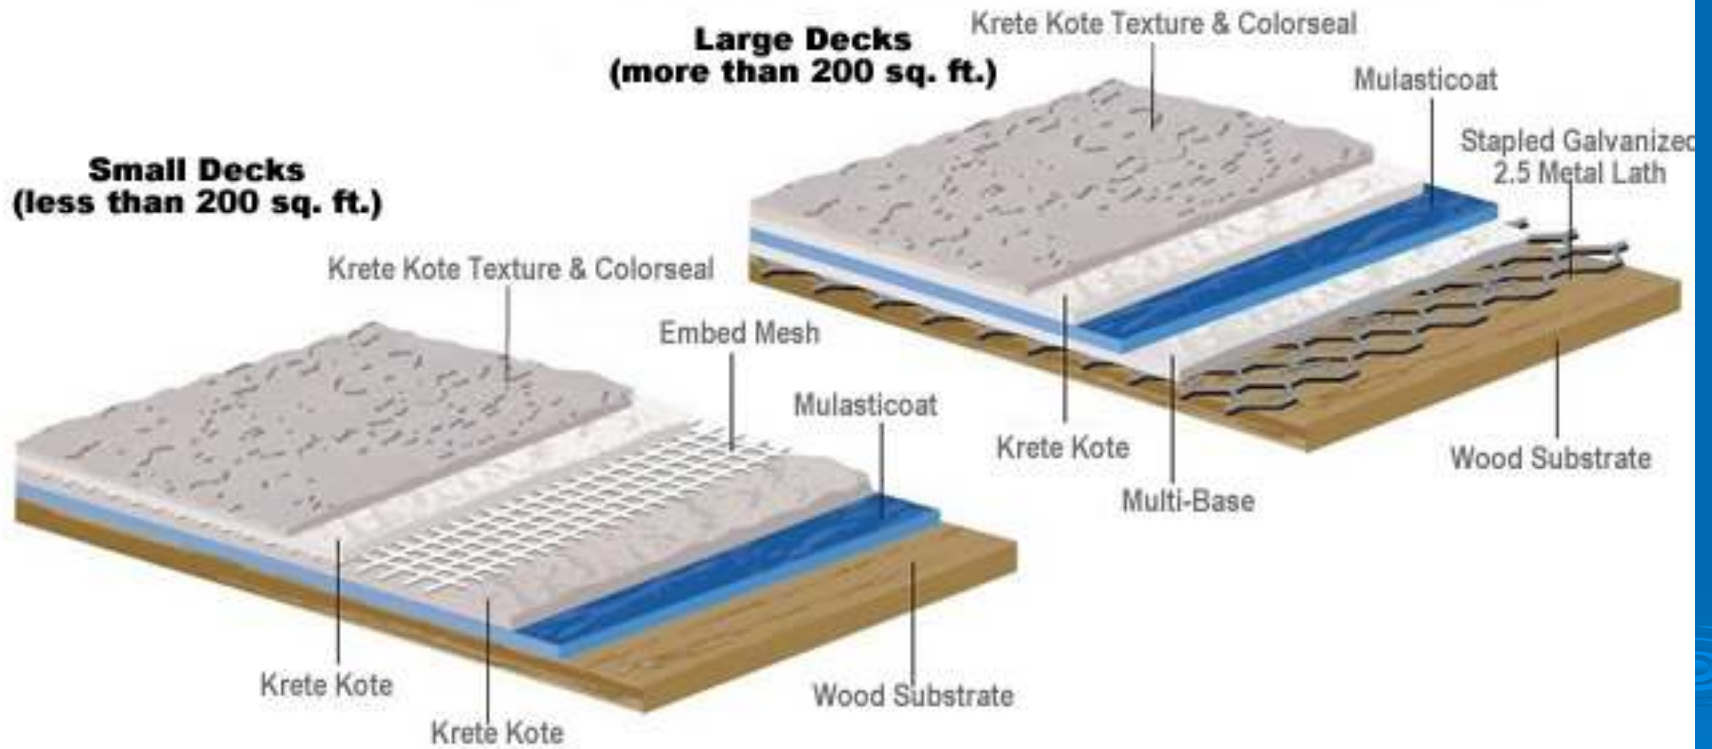 Large Decks
(more than 200 sq. ft.)
Krete Kote Texture & Colorseal
Mulasticoat
Stapled Galvanized
2.5 Metal Lath
Krete Kote
Multi-Base
Wood Substrate
Small Decks
(less than 200 sq. ft.)
Krete Kote Texture & Colorseal
Embed Mesh
Mulasticoat
Krete Kote
Krete Kote
Wood Substrate